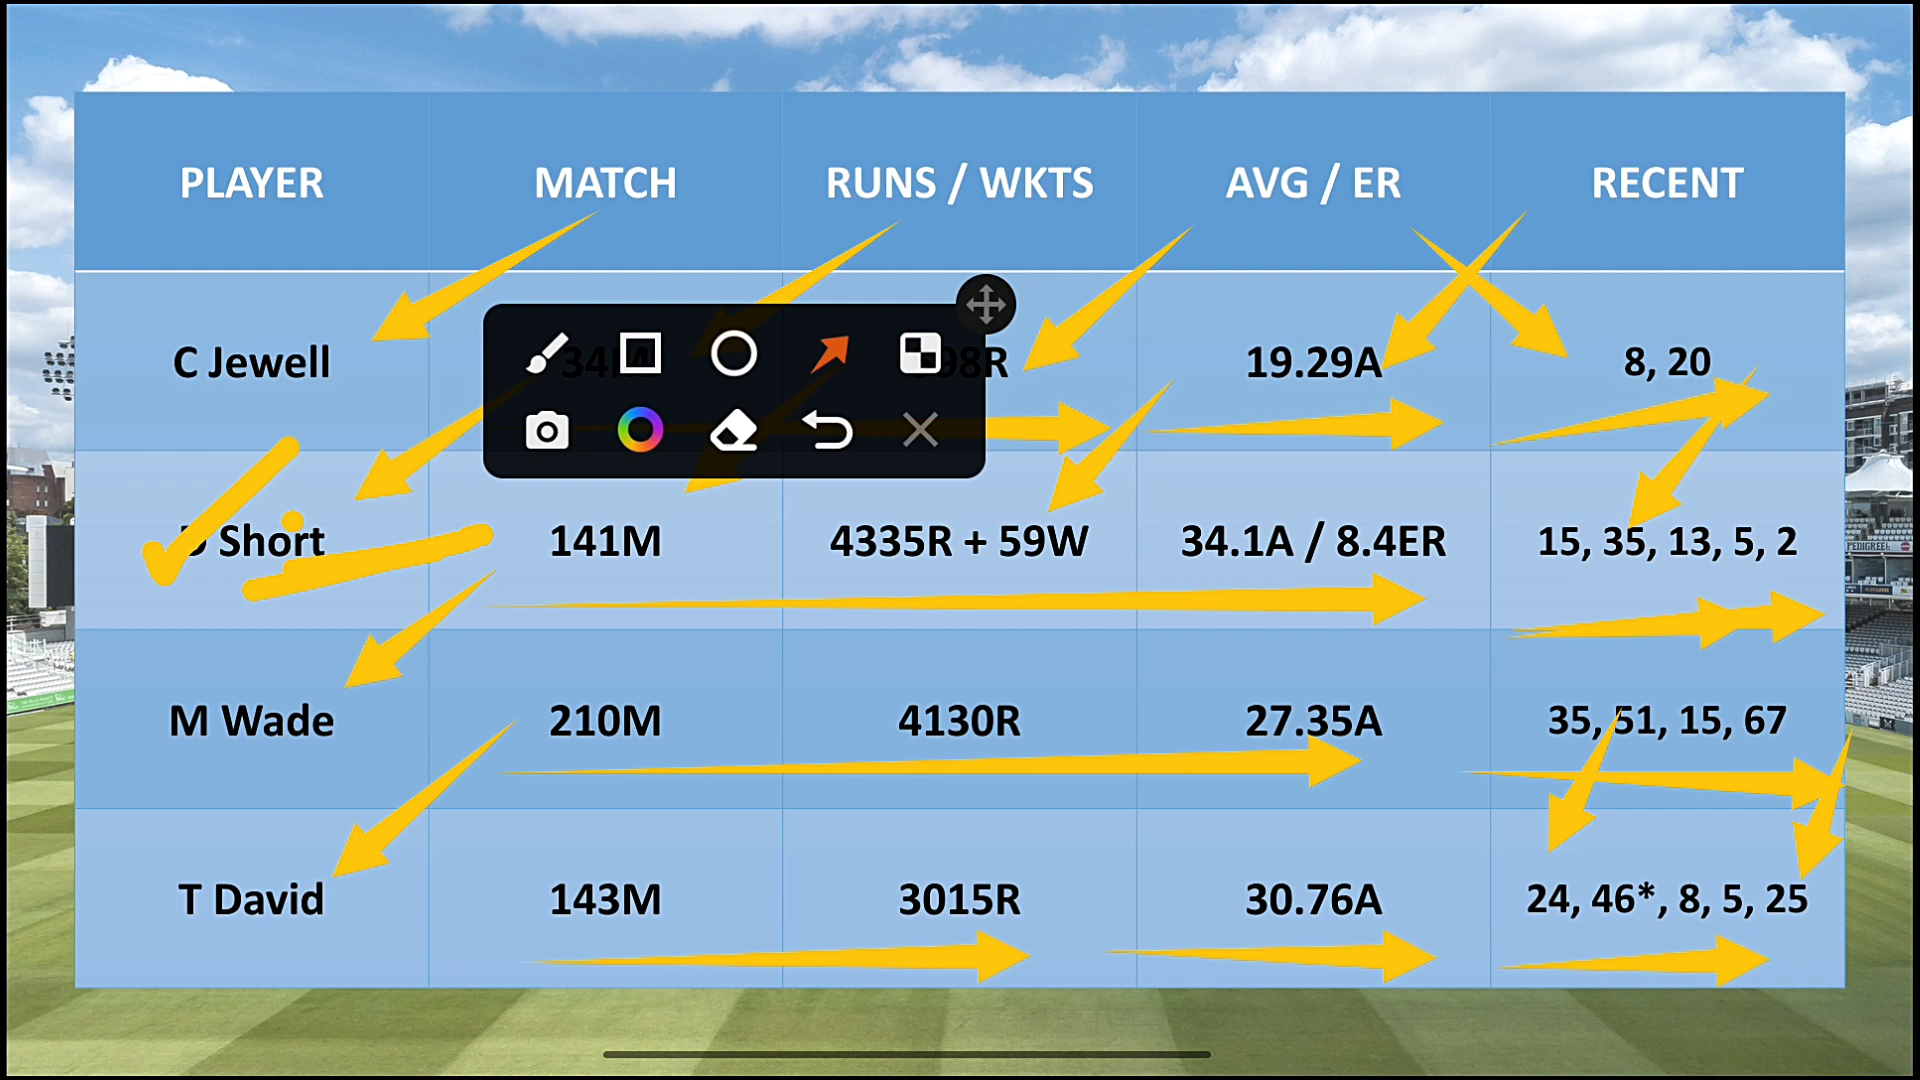 PLAYER MATCH RUNS / WKTS AVG / ER RECENT
C Jewell 34M 19.29A 8, 20
Short 141M 4335R + 59W 34.1A / 8.4ER 15, 35, 13, 5, 2
M Wade 210M 4130R 27.35A 35, 51, 15, 67
T David 143M 3015R 30.76A 24, 46*, 8, 5, 25